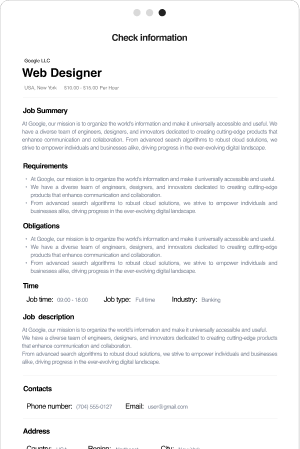 Check information
Google LLC
Web Designer
USA, New York $10.00 - $15.00 Per Hour
Job Summery
At Google, our mission is to organize the world's information and make it universally accessible and useful. We
have a diverse team of engineers, designers, and innovators dedicated to creating cutting-edge products that
enhance communication and collaboration. From advanced search algorithms to robust cloud solutions, we
strive to empower individuals and businesses alike, driving progress in the ever-evolving digital landscape.
Requirements
• At Google, our mission is to organize the world's information and make it universally accessible and useful.
• We have a diverse team of engineers, designers, and innovators dedicated to creating cutting-edge
products that enhance communication and collaboration.
• From advanced search algorithms to robust cloud solutions, we strive to empower individuals and
businesses alike, driving progress in the ever-evolving digital landscape.
Obligations
• At Google, our mission is to organize the world's information and make it universally accessible and useful.
• We have a diverse team of engineers, designers, and innovators dedicated to creating cutting-edge
products that enhance communication and collaboration.
• From advanced search algorithms to robust cloud solutions, we strive to empower individuals and
businesses alike, driving progress in the ever-evolving digital landscape.
Time
Job time: 09:00 - 18:00 Job type: Full time Industry: Banking
Job description
At Google, our mission is to organize the world's information and make it universally accessible and useful.
We have a diverse team of engineers, designers, and innovators dedicated to creating cutting-edge products
that enhance communication and collaboration.
From advanced search algorithms to robust cloud solutions, we strive to empower individuals and businesses
alike, driving progress in the ever-evolving digital landscape.
Contacts
Phone number: (704) 555-0127 Email: user@gmail.com
Address
Country: USA Region: City: